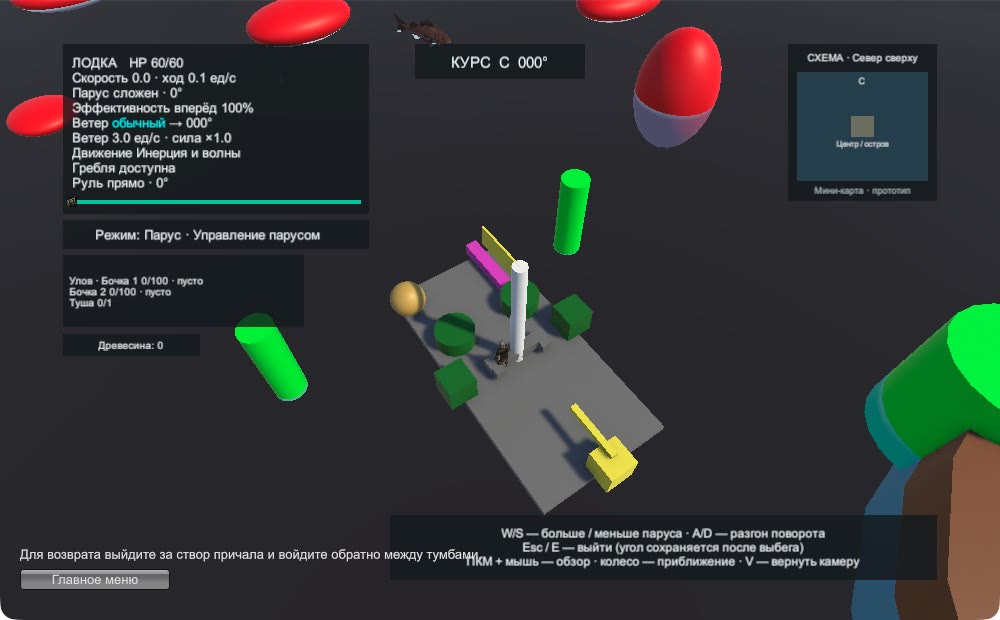 ЛОДКА HP 60/60
Скорость 0.0 · ход 0.1 ед/с
Парус сложен · 0°
Эффективность вперёд 100%
Ветер обычный → 000°
Ветер 3.0 ед/с · сила ×1.0
Движение Инерция и волны
Гребля доступна
Руль прямо · 0°
Режим: Парус · Управление парусом
Улов · Бочка 1 0/100 · пусто
Бочка 2 0/100 · пусто
Туша 0/1
Древесина: 0
КУРС С 000°
СХЕМА · Север сверху
С
Центр / остров
Мини-карта · прототип
W/S — больше / меньше паруса · A/D — разгон поворота
Esc / E — выйти (угол сохраняется после выбега)
ПКМ + мышь — обзор · колесо — приближение · V — вернуть камеру
Для возврата выйдите за створ причала и войдите обратно между тумбами.
Главное меню